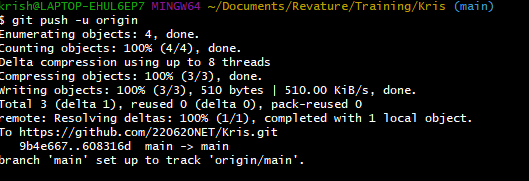 krish@LAPTOP-EHUL6EP7 MINGW64 ~/Documents/Revature/Training/Kris (main)
$ git push -u origin
Enumerating objects: 4, done.
Counting objects: 100% (4/4), done.
Delta compression using up to 8 threads
Compressing objects: 100% (3/3), done.
Writing objects: 100% (3/3), 510 bytes | 510.00 KiB/s, done.
Total 3 (delta 1), reused 0 (delta 0), pack-reused 0
remote: Resolving deltas: 100% (1/1), completed with 1 local object.
To https://github.com/220620NET/Kris.git
   9b4e667..608316d  main -> main
branch 'main' set up to track 'origin/main'.